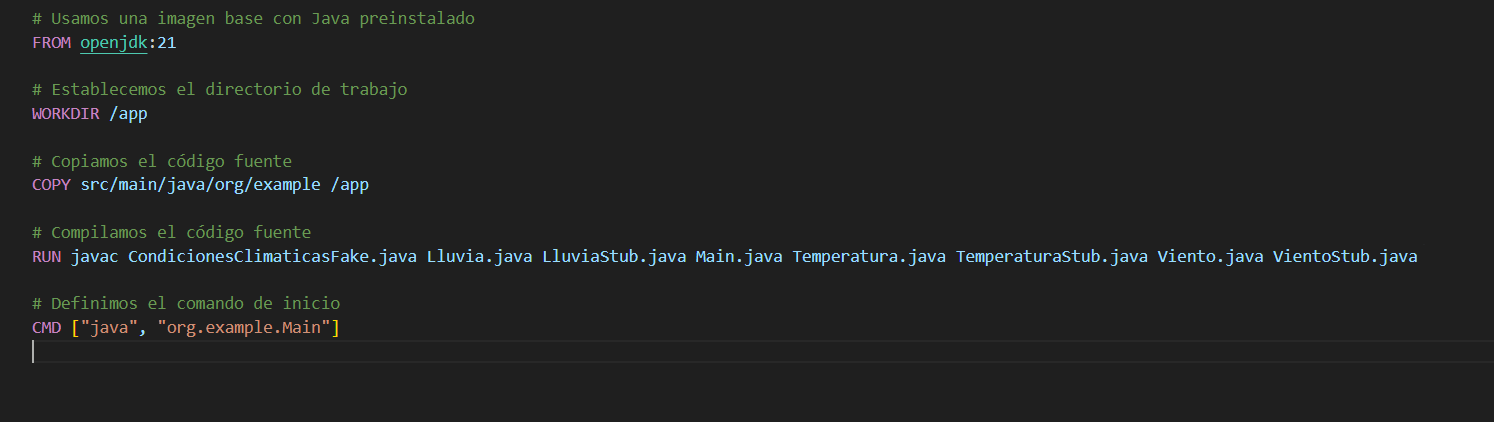 # Usamos una imagen base con Java preinstalado
FROM openjdk:21
# Establecemos el directorio de trabajo
WORKDIR /app
# Copiamos el código fuente
COPY src/main/java/org/example /app
# Compilamos el código fuente
RUN javac CondicionesClimaticasFake.java Lluvia.java LluviaStub.java Main.java Temperatura.java TemperaturaStub.java Viento.java VientoStub.java
# Definimos el comando de inicio
CMD ["java", "org.example.Main"]